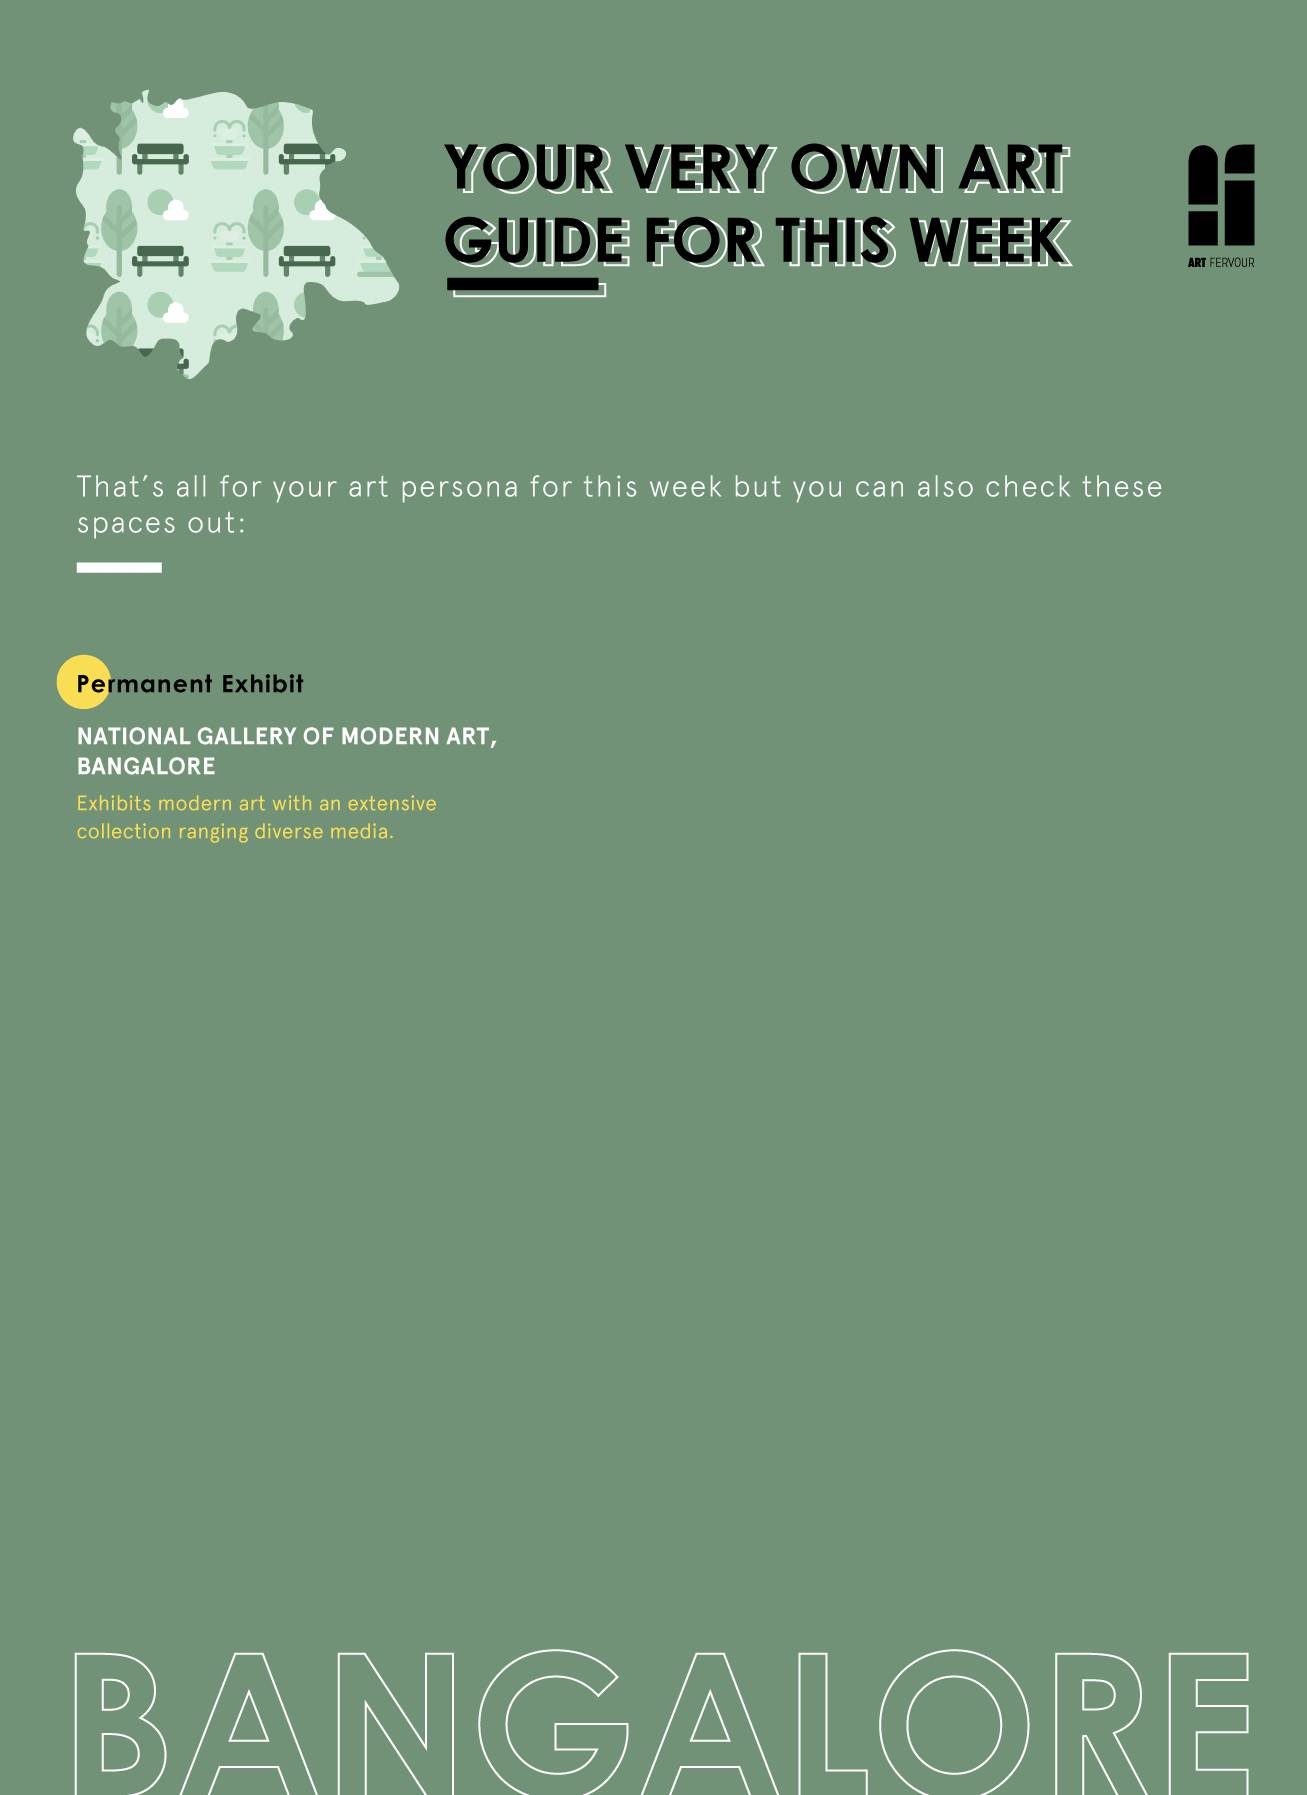 YOUR VERY OWN ART
GUIDE FOR THIS WEEK
ART FERVOUR
That’s all for your art persona for this week but you can also check these
spaces out:
Permanent Exhibit
NATIONAL GALLERY OF MODERN ART,
BANGALORE
Exhibits modern art with an extensive
collection ranging diverse media.
BANGALORE